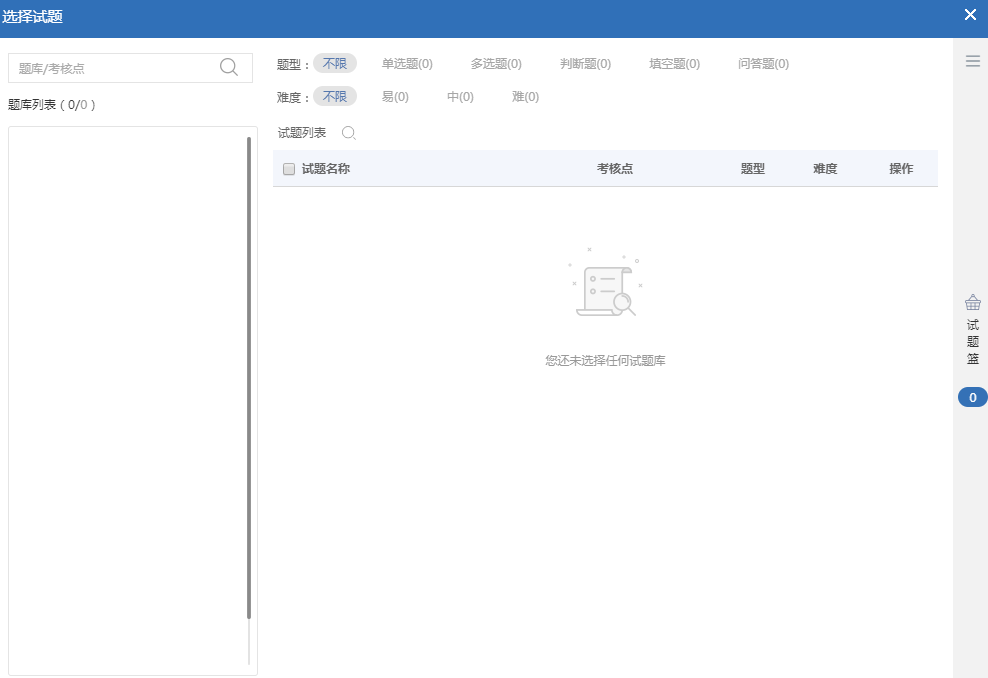 选择试题
题库/考核点
题库列表 ( 0/0 )
题型 : 不限 单选题(0) 多选题(0) 判断题(0) 填空题(0) 问答题(0)
难度 : 不限 易(0) 中(0) 难(0)
试题列表
试题名称 考核点 题型 难度 操作
您还未选择任何试题库
试题篮
0